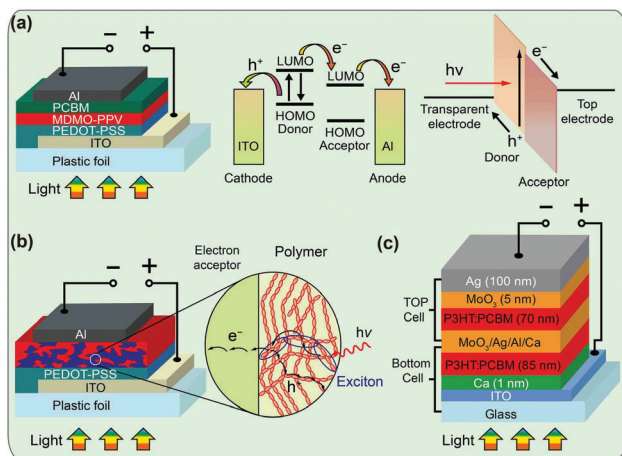 (a)
− +
Al
PCBM
MDMO-PPV
PEDOT-PSS
ITO
Plastic foil
Light
h⁺
LUMO
e⁻
LUMO
e⁻
HOMO
Donor
HOMO
Acceptor
ITO
Al
Cathode
Anode
hν
e⁻
Transparent
electrode
Top
electrode
h⁺
Donor
Acceptor
(b)
− +
Al
PEDOT-PSS
ITO
Plastic foil
Light
Electron
acceptor
Polymer
e⁻
hν
h⁺
Exciton
(c)
− +
Ag (100 nm)
MoO₃ (5 nm)
P3HT:PCBM (70 nm)
MoO₃/Ag/Al/Ca
P3HT:PCBM (85 nm)
Ca (1 nm)
ITO
Glass
TOP
Cell
Bottom
Cell
Light